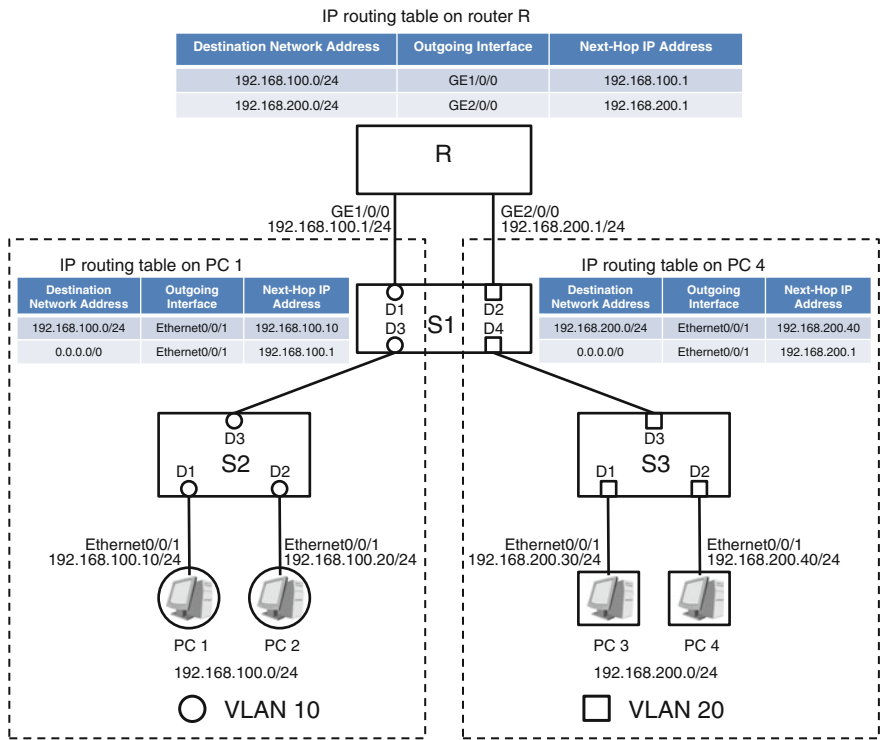 IP routing table on router R
Destination Network Address Outgoing Interface Next-Hop IP Address
192.168.100.0/24 GE1/0/0 192.168.100.1
192.168.200.0/24 GE2/0/0 192.168.200.1
R
GE1/0/0
192.168.100.1/24
GE2/0/0
192.168.200.1/24
IP routing table on PC 1
Destination Network Address Outgoing Interface Next-Hop IP Address
192.168.100.0/24 Ethernet0/0/1 192.168.100.10
0.0.0.0/0 Ethernet0/0/1 192.168.100.1
D1 D2
S1
D3 D4
IP routing table on PC 4
Destination Network Address Outgoing Interface Next-Hop IP Address
192.168.200.0/24 Ethernet0/0/1 192.168.200.40
0.0.0.0/0 Ethernet0/0/1 192.168.200.1
D3
S2
D1 D2
D3
S3
D1 D2
Ethernet0/0/1
192.168.100.10/24
Ethernet0/0/1
192.168.100.20/24
Ethernet0/0/1
192.168.200.30/24
Ethernet0/0/1
192.168.200.40/24
PC 1 PC 2
PC 3 PC 4
192.168.100.0/24
192.168.200.0/24
VLAN 10
VLAN 20